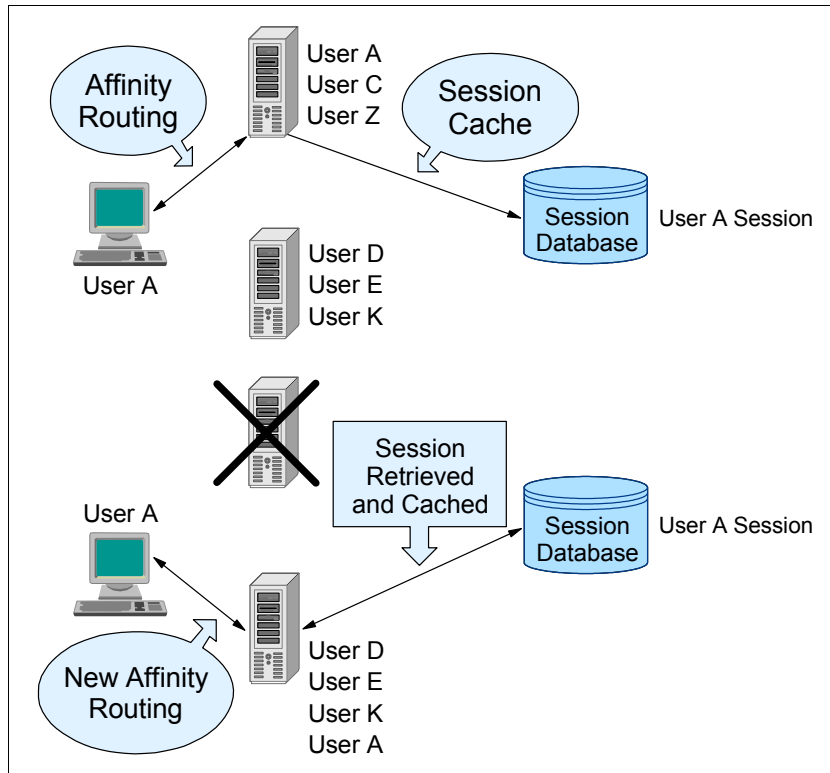 Affinity
Routing
User A
User C
User Z
Session
Cache
User A
Session
Database
User A Session
User D
User E
User K
Session
Retrieved
and Cached
User A
Session
Database
User A Session
New Affinity
Routing
User D
User E
User K
User A